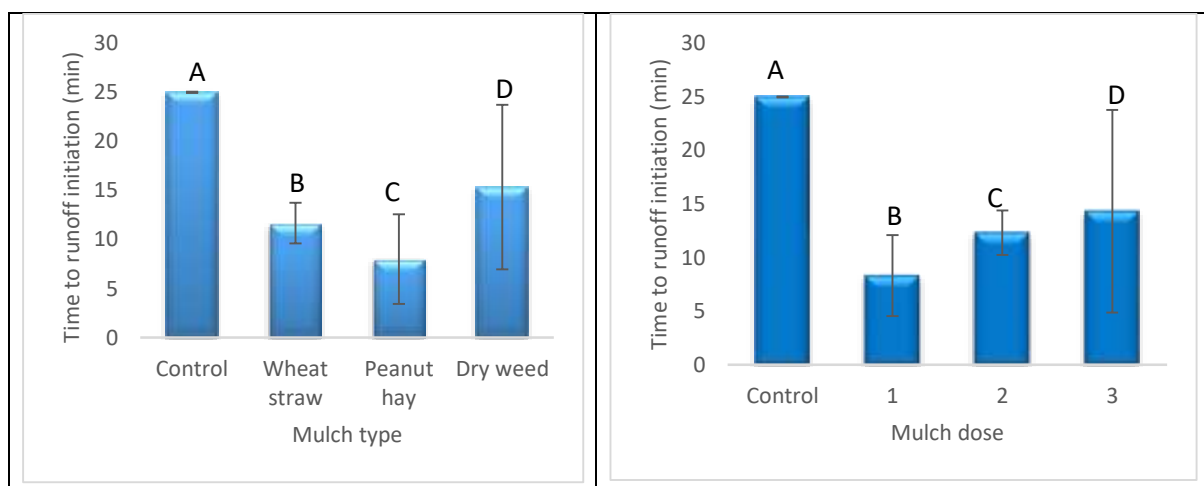 Time to runoff initiation (min)
30
25
20
15
10
5
0
A
B
C
D
Control
Wheat straw
Peanut hay
Dry weed
Mulch type
Time to runoff initiation (min)
30
25
20
15
10
5
0
A
B
C
D
Control
1
2
3
Mulch dose